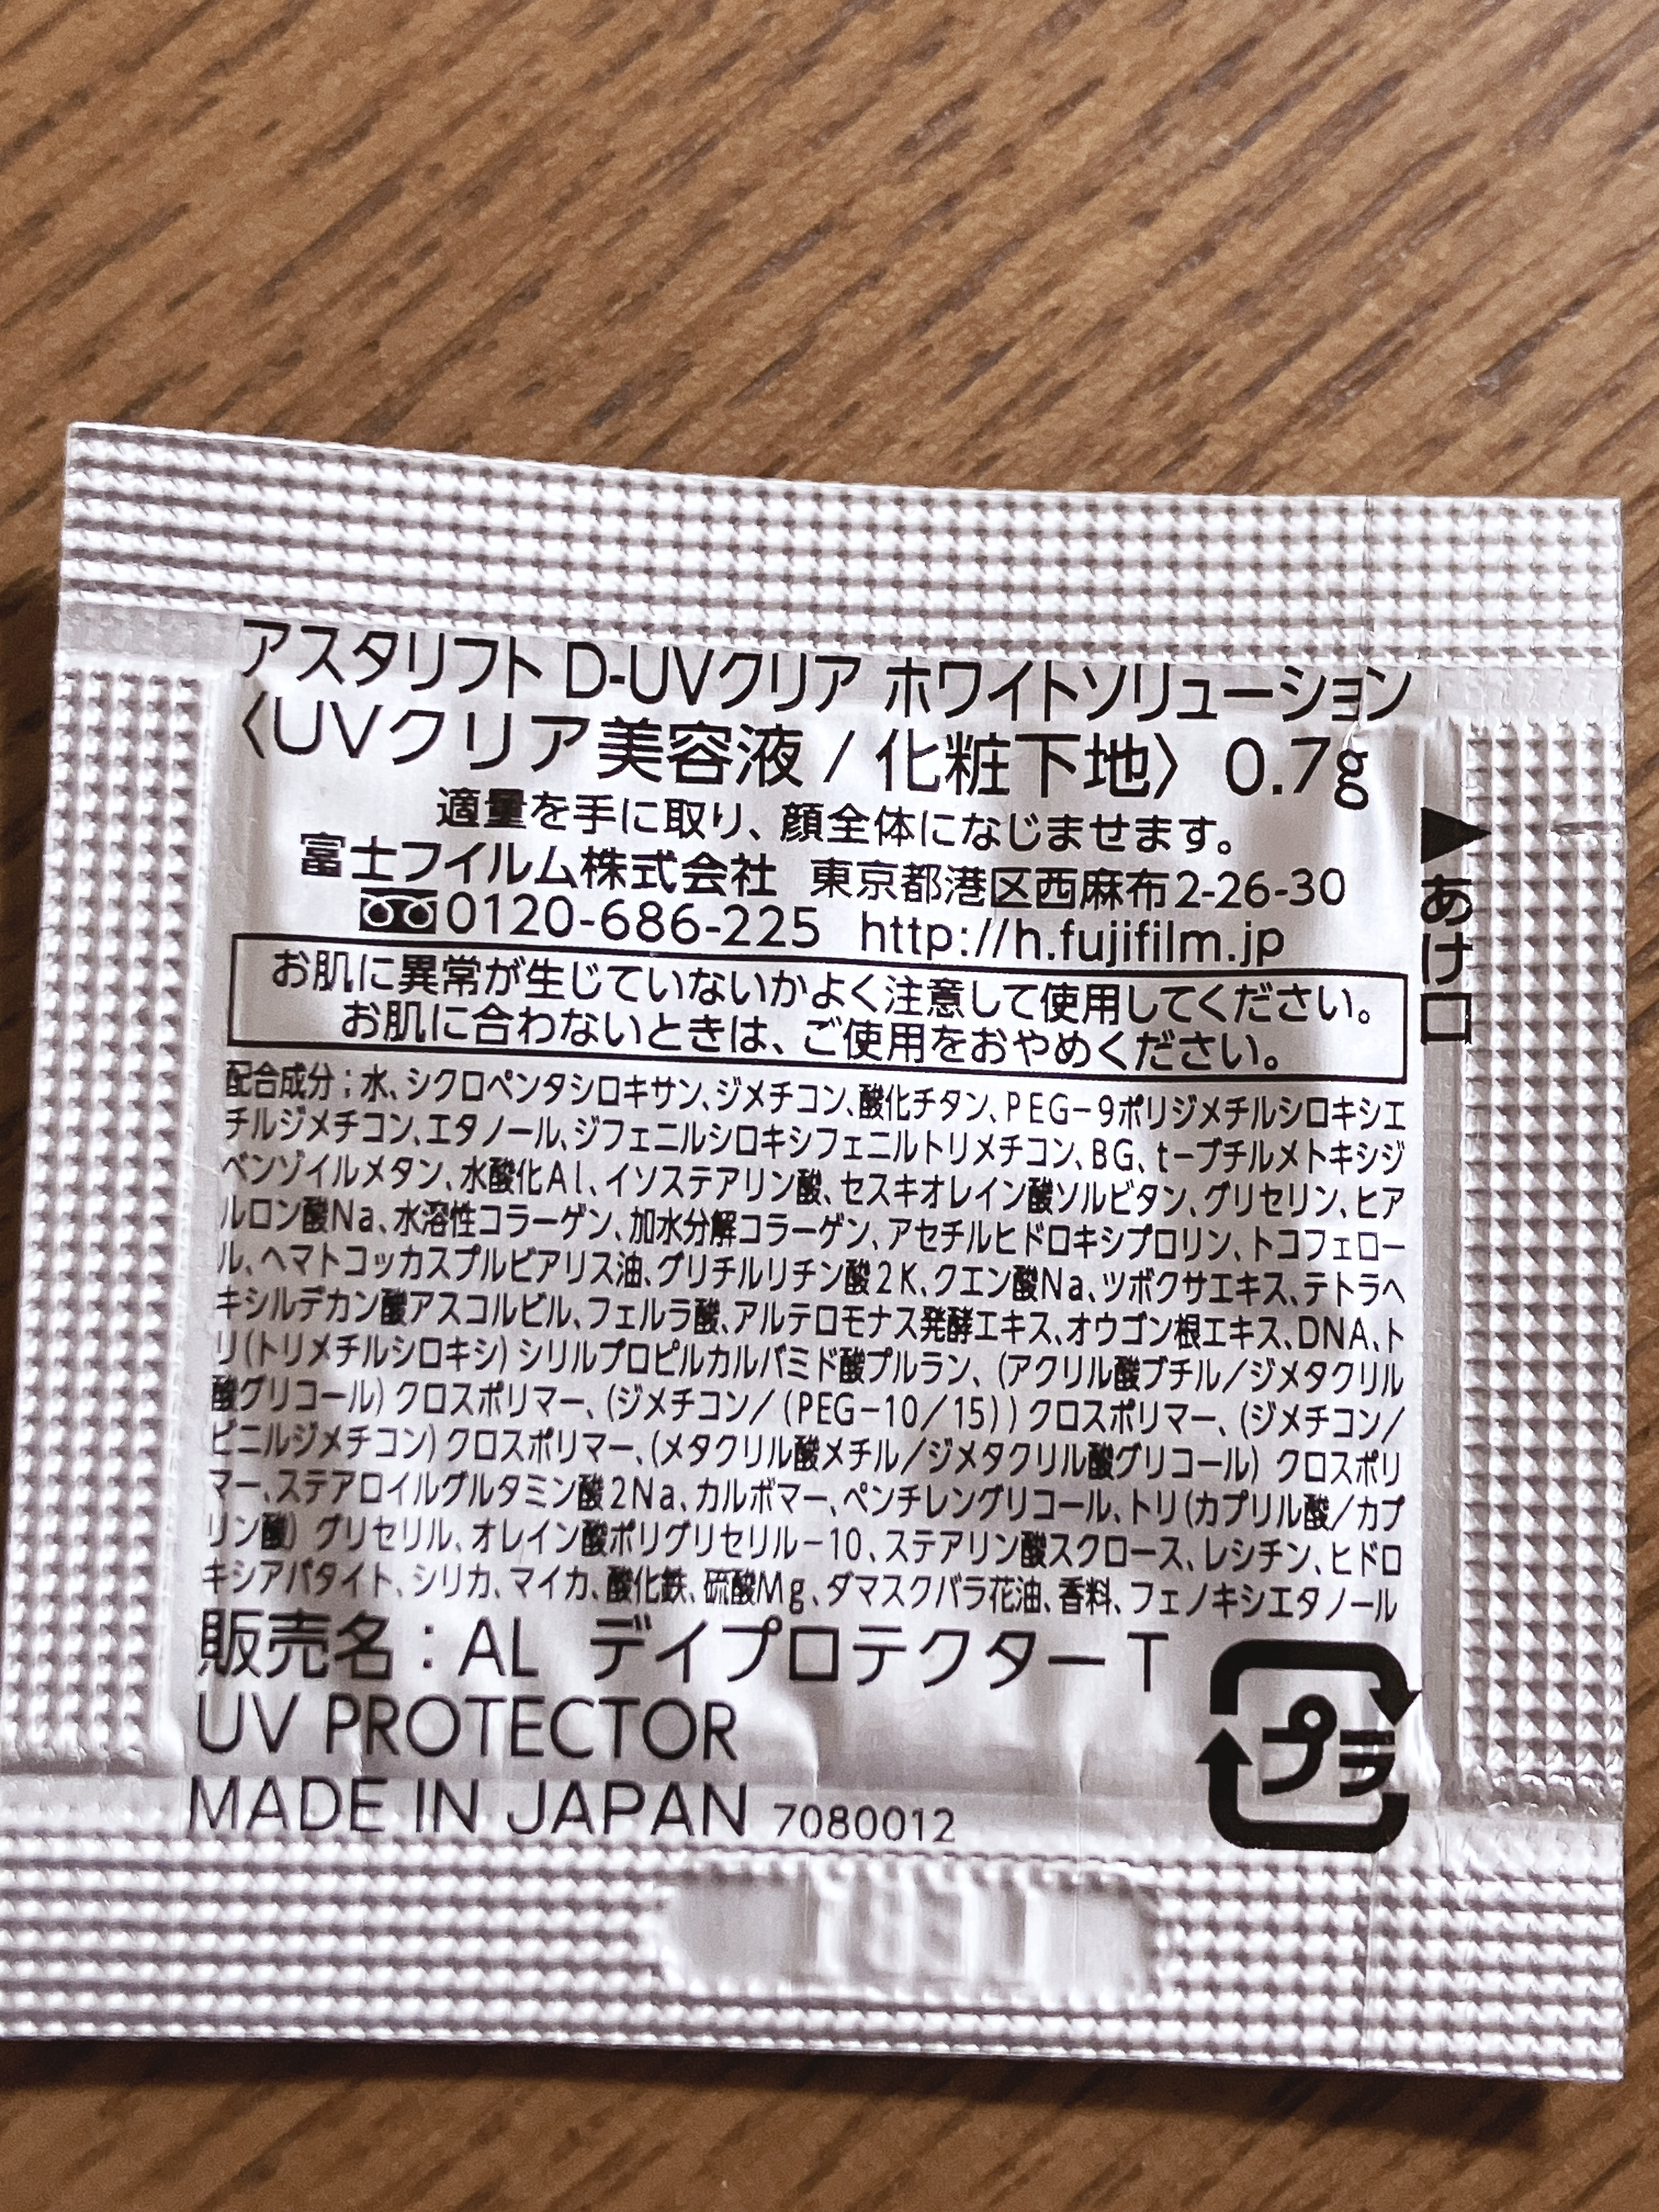 アスタリフト D-UVクリア ホワイトソリューション
〈UVクリア美容液 / 化粧下地〉 0.7g
適量を手に取り、顔全体になじませます。
富士フイルム株式会社 東京都港区西麻布2-26-30
0120-686-225 http://h.fujifilm.jp
お肌に異常が生じていないかよく注意して使用してください。
お肌に合わないときは、ご使用をおやめください。
配合成分：水、シクロペンタシロキサン、ジメチコン、酸化チタン、PEG-9ポリジメチルシロキシエ
チルジメチコン、エタノール、ジフェニルシロキシフェニルトリメチコン、BG、t-ブチルメトキシジ
ベンゾイルメタン、水酸化Al、イソステアリン酸、セスキオレイン酸ソルビタン、グリセリン、ヒア
ルロン酸Na、水溶性コラーゲン、加水分解コラーゲン、アセチルヒドロキシプロリン、トコフェロー
ル、ヘマトコッカスプルビアリス油、グリチルリチン酸2K、クエン酸Na、ツボクサエキス、テトラヘ
キシルデカン酸アスコルビル、フェルラ酸、アルテロモナス発酵エキス、オウゴン根エキス、DNA、ト
リ(トリメチルシロキシ) シリルプロピルカルバミド酸プルラン、(アクリル酸ブチル/ジメタクリル
酸グリコール) クロスポリマー、(ジメチコン/(PEG-10/15)) クロスポリマー、(ジメチコン/
ビニルジメチコン) クロスポリマー、(メタクリル酸メチル/ジメタクリル酸グリコール) クロスポリ
マー、ステアロイルグルタミン酸2Na、カルボマー、ペンチレングリコール、トリ(カプリル酸/カプ
リン酸) グリセリル、オレイン酸ポリグリセリル-10、ステアリン酸スクロース、レシチン、ヒドロ
キシアパタイト、シリカ、マイカ、酸化鉄、硫酸Mg、ダマスクバラ花油、香料、フェノキシエタノール
販売名：AL デイプロテクターT
UV PROTECTOR
MADE IN JAPAN 7080012
▶あけ口
プラ